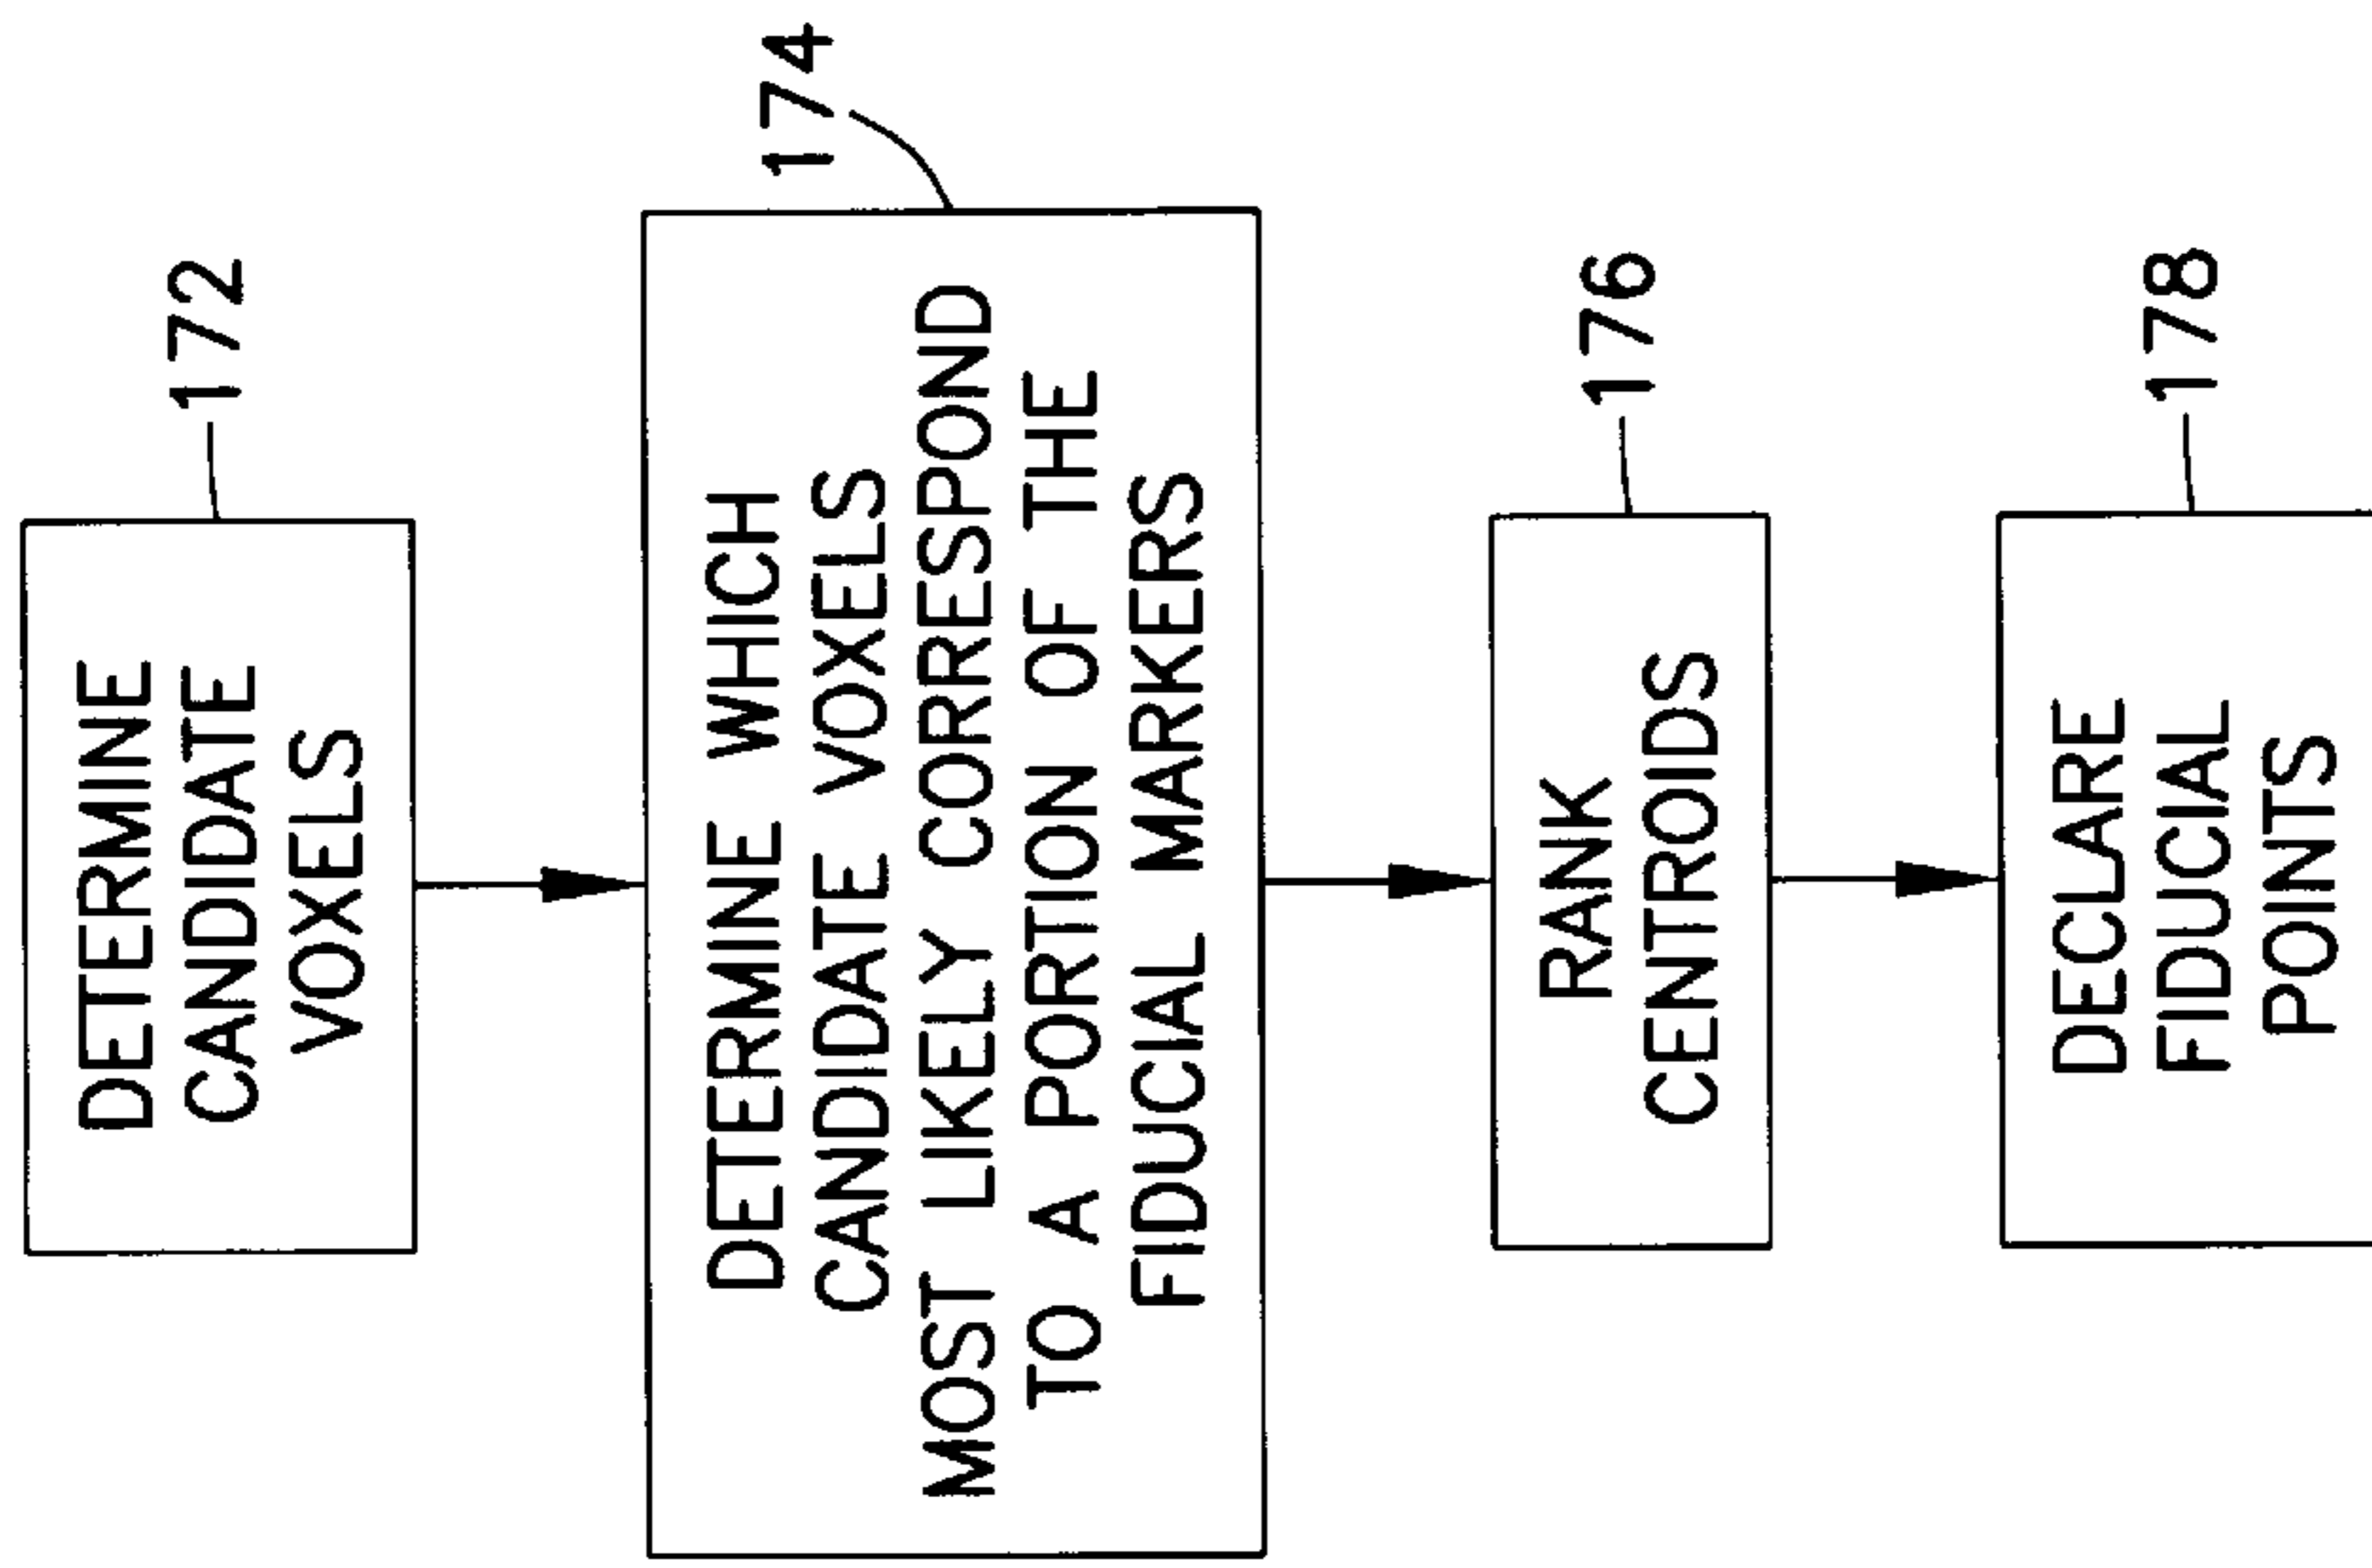 172
DETERMINE
CANDIDATE
VOXELS
174
DETERMINE WHICH
CANDIDATE VOXELS
MOST LIKELY CORRESPOND
TO A PORTION OF THE
FIDUCIAL MARKERS
176
RANK
CENTROIDS
178
DECLARE
FIDUCIAL
POINTS